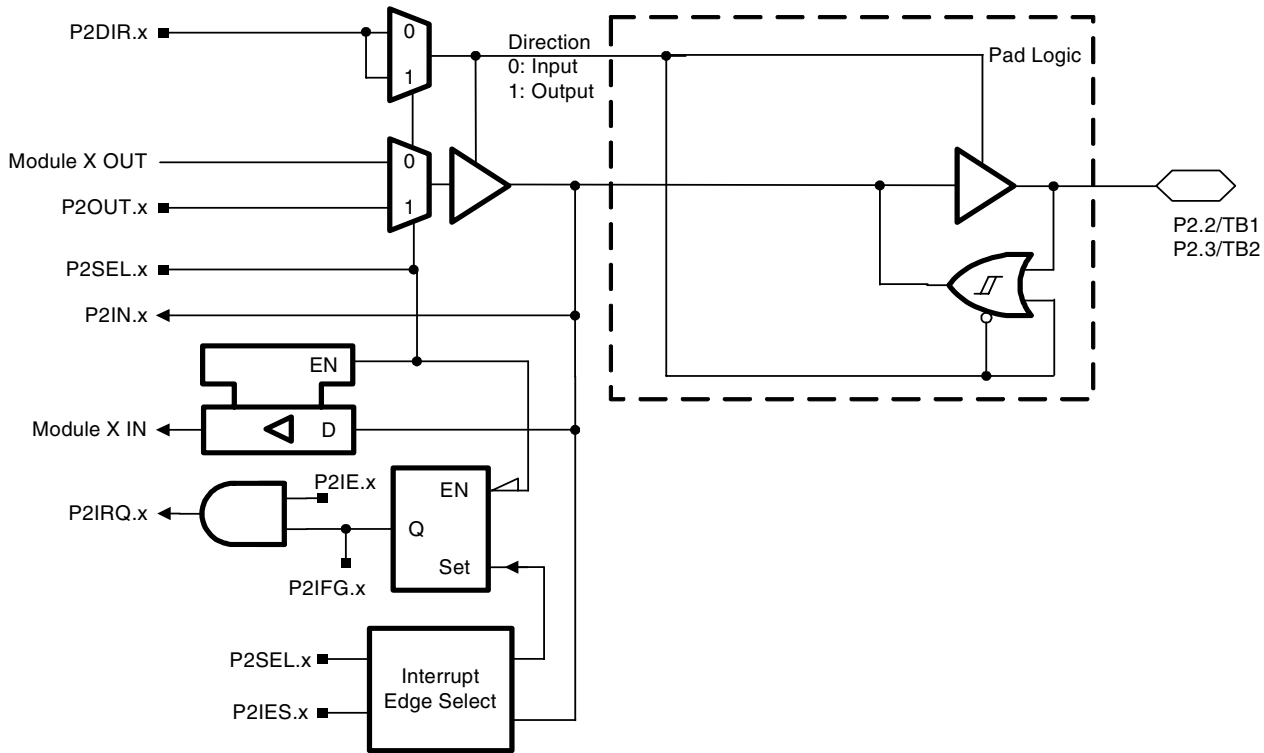 P2DIR.x
0
1
Direction
0: Input
1: Output
Pad Logic
Module X OUT
0
P2OUT.x
1
P2.2/TB1
P2.3/TB2
P2SEL.x
P2IN.x
EN
Module X IN
D
P2IE.x
EN
P2IRQ.x
Q
Set
P2IFG.x
P2SEL.x
Interrupt
Edge Select
P2IES.x